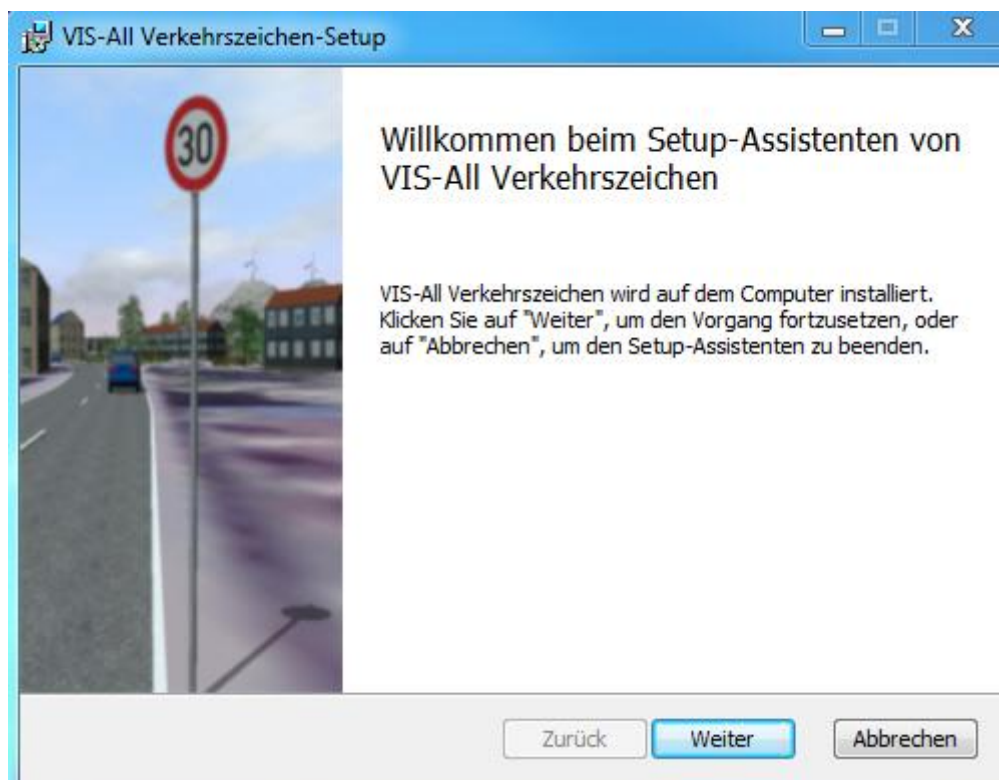 VIS-All Verkehrszeichen-Setup
30
Willkommen beim Setup-Assistenten von
VIS-All Verkehrszeichen
VIS-All Verkehrszeichen wird auf dem Computer installiert.
Klicken Sie auf "Weiter", um den Vorgang fortzusetzen, oder
auf "Abbrechen", um den Setup-Assistenten zu beenden.
Zurück Weiter Abbrechen